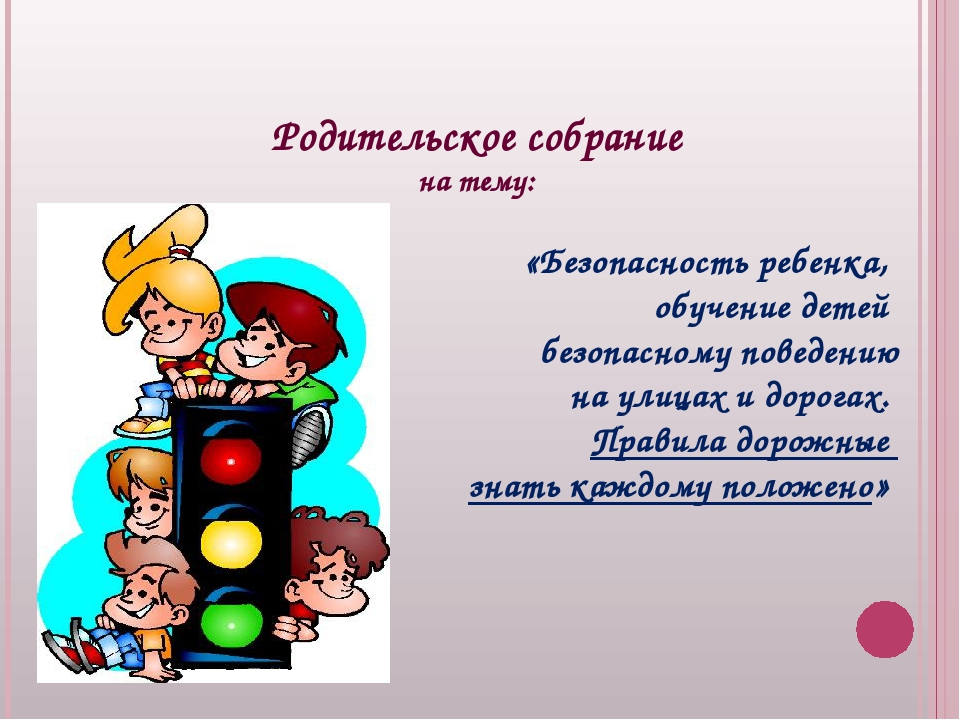 Родительское собрание
на тему:
«Безопасность ребенка,
обучение детей
безопасному поведению
на улицах и дорогах.
Правила дорожные
знать каждому положено»